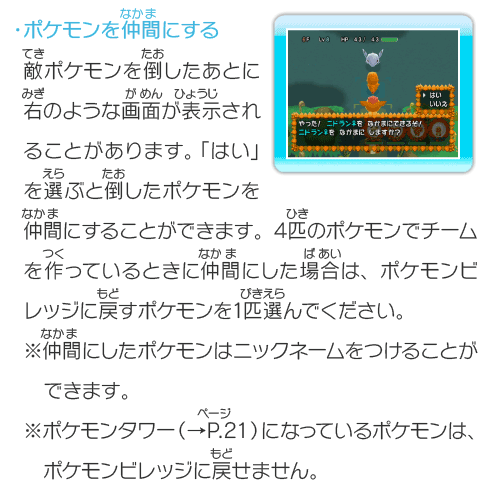 ・ポケモンを仲間にする
敵ポケモンを倒したあとに
右のような画面が表示され
ることがあります。「はい」
を選ぶと倒したポケモンを
仲間にすることができます。4匹のポケモンでチーム
を作っているときに仲間にした場合は、ポケモンビ
レッジに戻すポケモンを1匹選んでください。
※仲間にしたポケモンはニックネームをつけることが
できます。
※ポケモンタワー(→P.21)になっているポケモンは、
ポケモンビレッジに戻せません。
はい
いいえ
やった! ニドラン♀を なかまにできるぞ!
ニドラン♀を なかまに しますか?